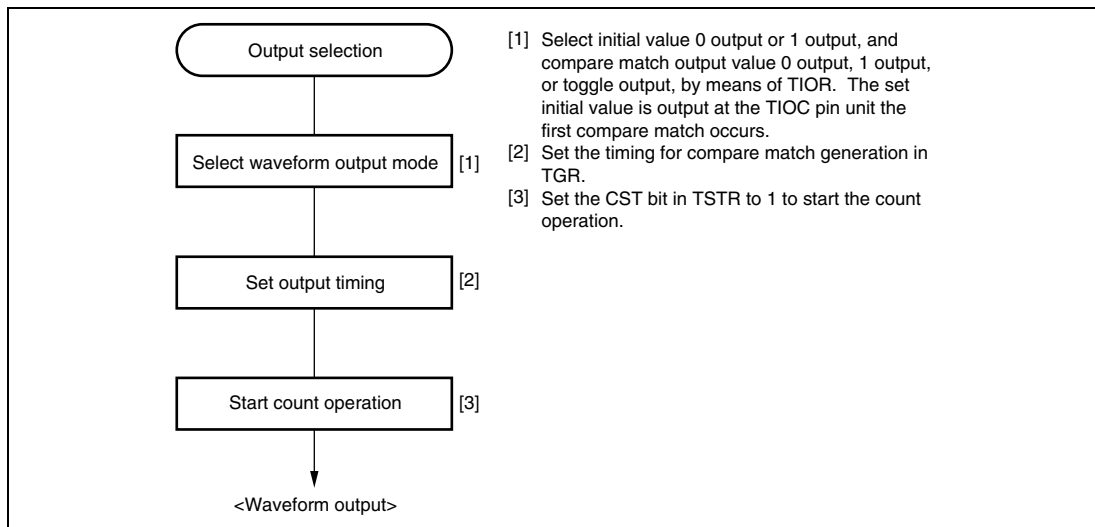 Output selection
Select waveform output mode [1]
Set output timing [2]
Start count operation [3]
<Waveform output>
[1] Select initial value 0 output or 1 output, and
compare match output value 0 output, 1 output,
or toggle output, by means of TIOR. The set
initial value is output at the TIOC pin unit the
first compare match occurs.
[2] Set the timing for compare match generation in
TGR.
[3] Set the CST bit in TSTR to 1 to start the count
operation.